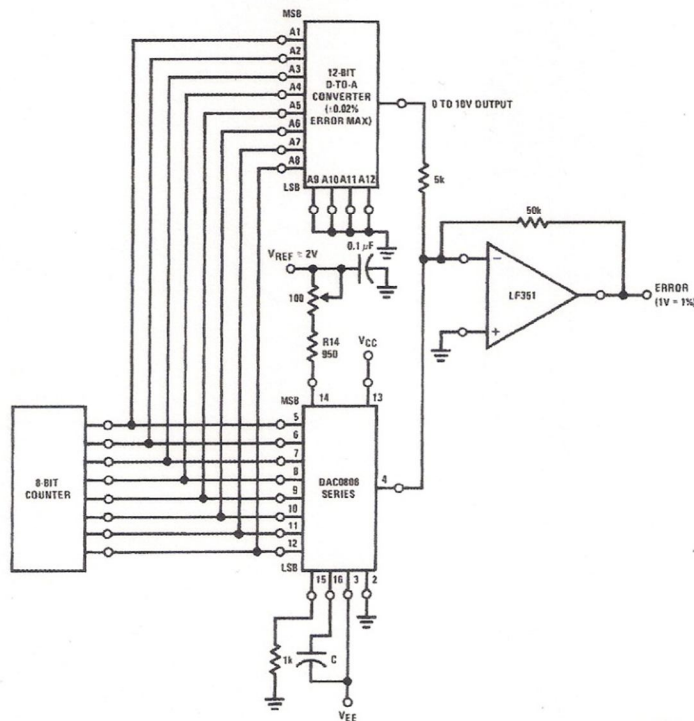 MSB
A1
A2
A3
A4
A5
A6
A7
A8
LSB
12-BIT
D-TO-A
CONVERTER
(±0.02%
ERROR MAX)
A9 A10 A11 A12
0 TO 10V OUTPUT
5k
50k
0.1 µF
VREF = 2V
100
R14
950
VCC
LF351
ERROR
(1V = 1%)
14
13
MSB
5
6
7
8
9
10
11
12
LSB
8-BIT
COUNTER
DAC0808
SERIES
4
15 16 3 2
1k
C
VEE